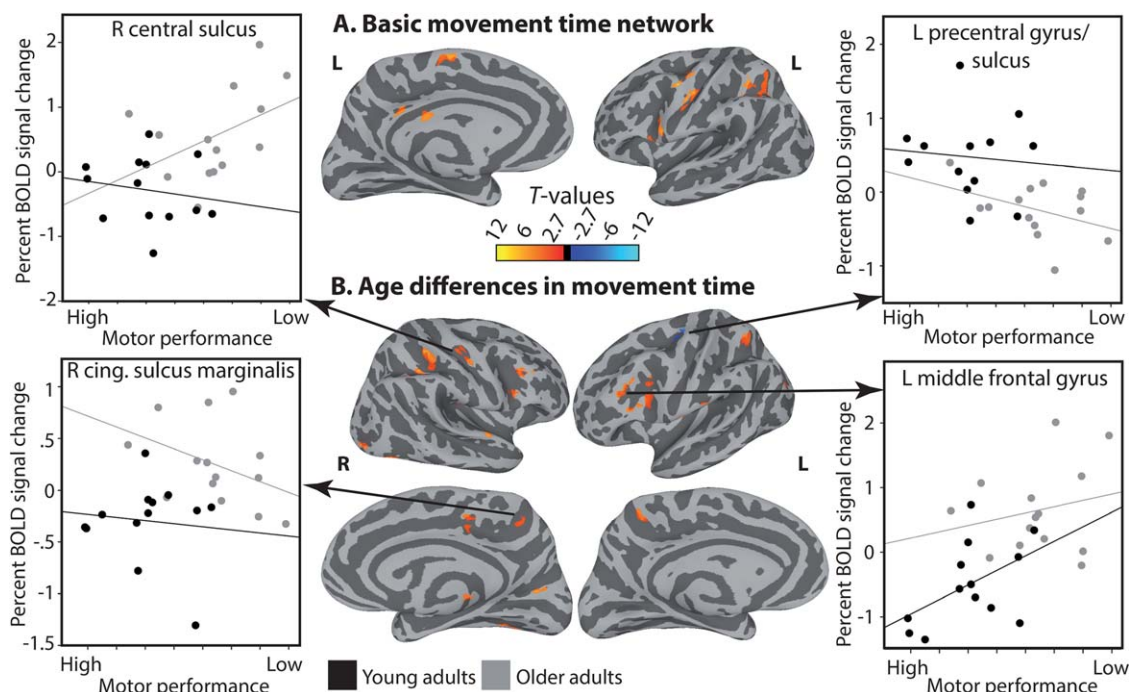 A. Basic movement time network
L
L
T-values
12
6
2.7
-2.7
-6
-12
B. Age differences in movement time
R
L
R central sulcus
Percent BOLD signal change
2
1
0
-1
-2
High
Low
Motor performance
L precentral gyrus/
sulcus
Percent BOLD signal change
2
1
0
-1
High
Low
Motor performance
R cing. sulcus marginalis
Percent BOLD signal change
1
.5
0
-.5
-1
-1.5
High
Low
Motor performance
L middle frontal gyrus
Percent BOLD signal change
2
1
0
-1
High
Low
Motor performance
Young adults
Older adults